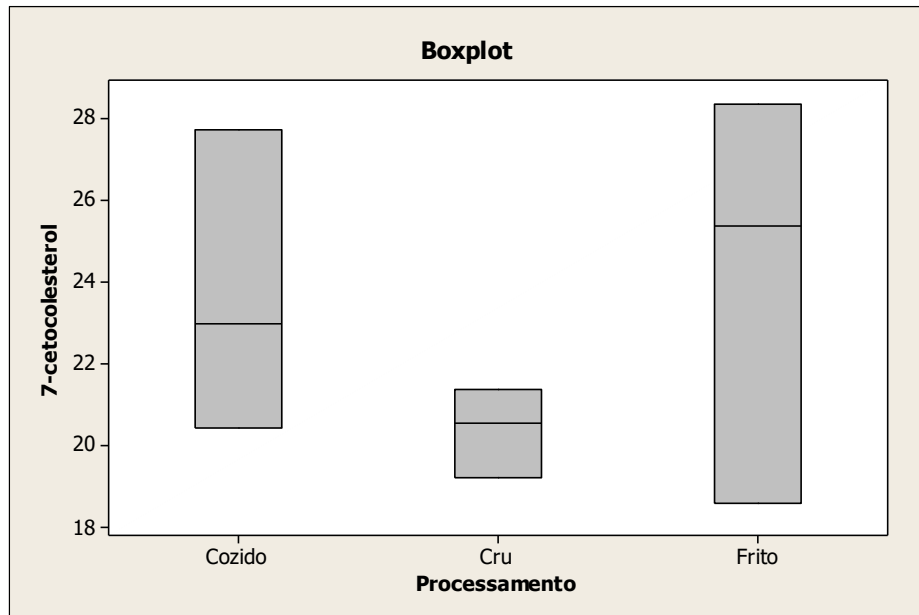 Boxplot
7-cetocolesterol
28
26
24
22
20
18
Cozido Cru Frito
Processamento